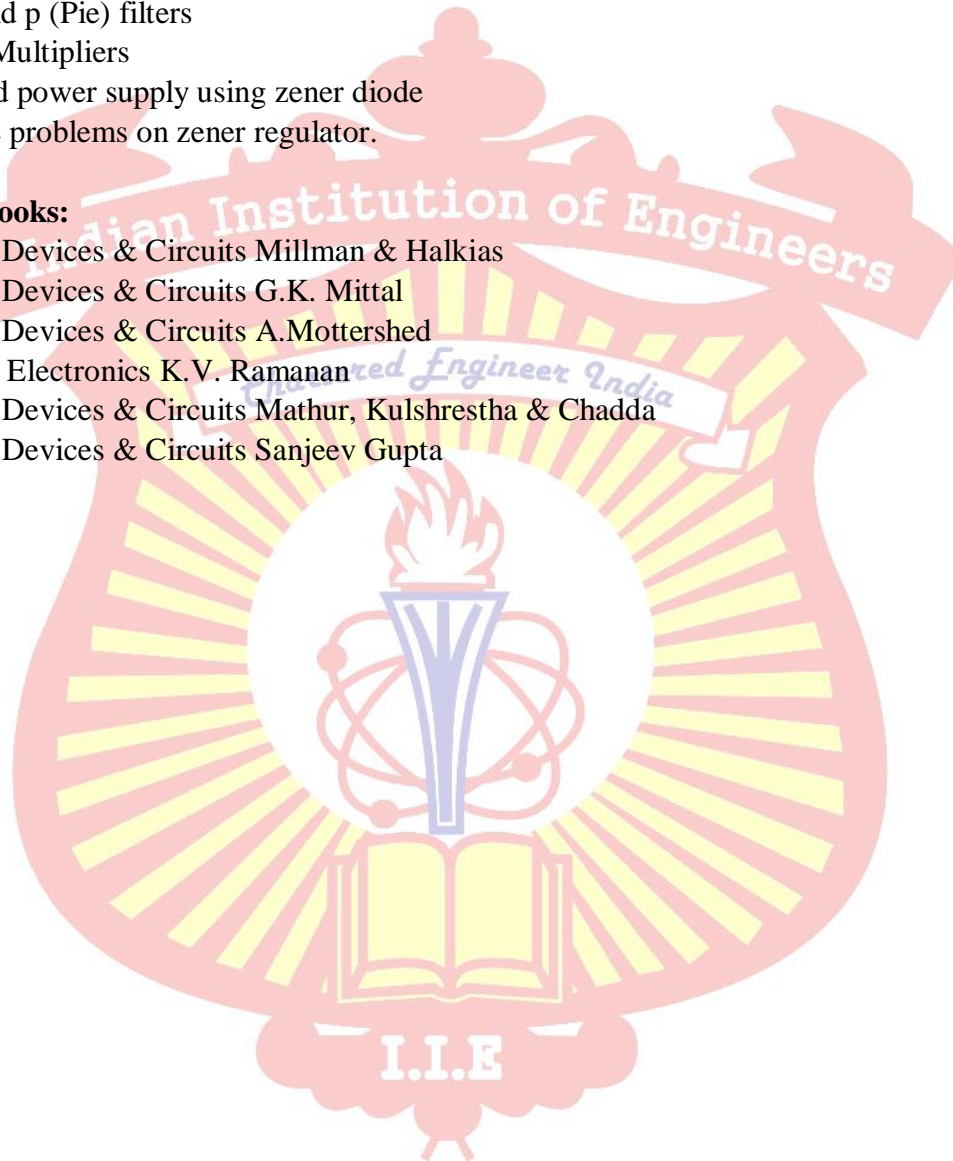 d p (Pie) filters
Multipliers
d power supply using zener diode
problems on zener regulator.
ooks:
Devices & Circuits Millman & Halkias
Devices & Circuits G.K. Mittal
Devices & Circuits A.Mottershed
Electronics K.V. Ramanan
Devices & Circuits Mathur, Kulshrestha & Chadda
Devices & Circuits Sanjeev Gupta
Indian Institution of Engineers
Chartered Engineer India
I.I.E